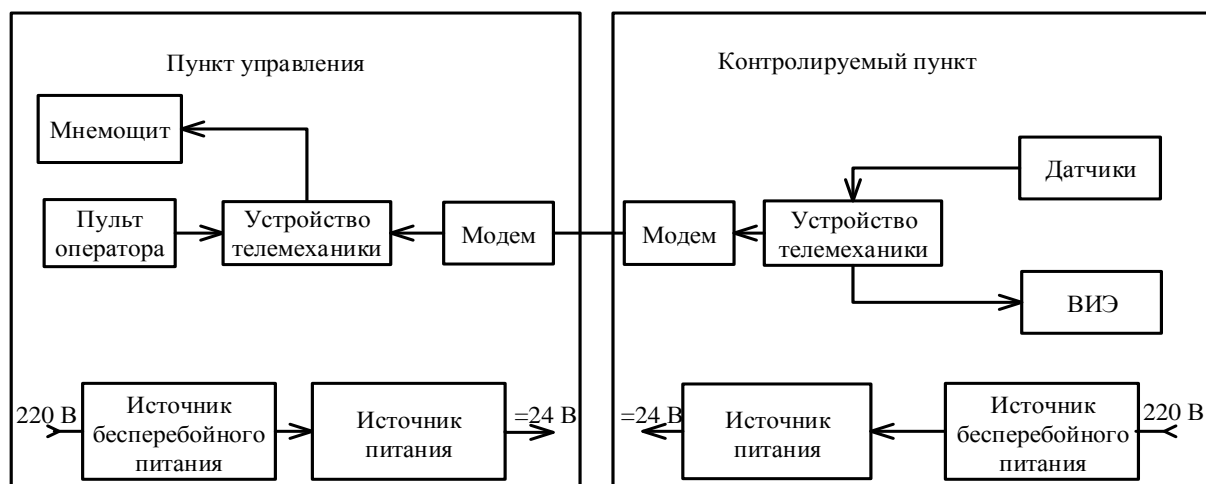 Пункт управления
Мнемощит
Пульт
оператора
Устройство
телемеханики
Модем
220 В
Источник
бесперебойного
питания
Источник
питания
=24 В
Контролируемый пункт
Датчики
Модем
Устройство
телемеханики
ВИЭ
=24 В
Источник
питания
Источник
бесперебойного
питания
220 В